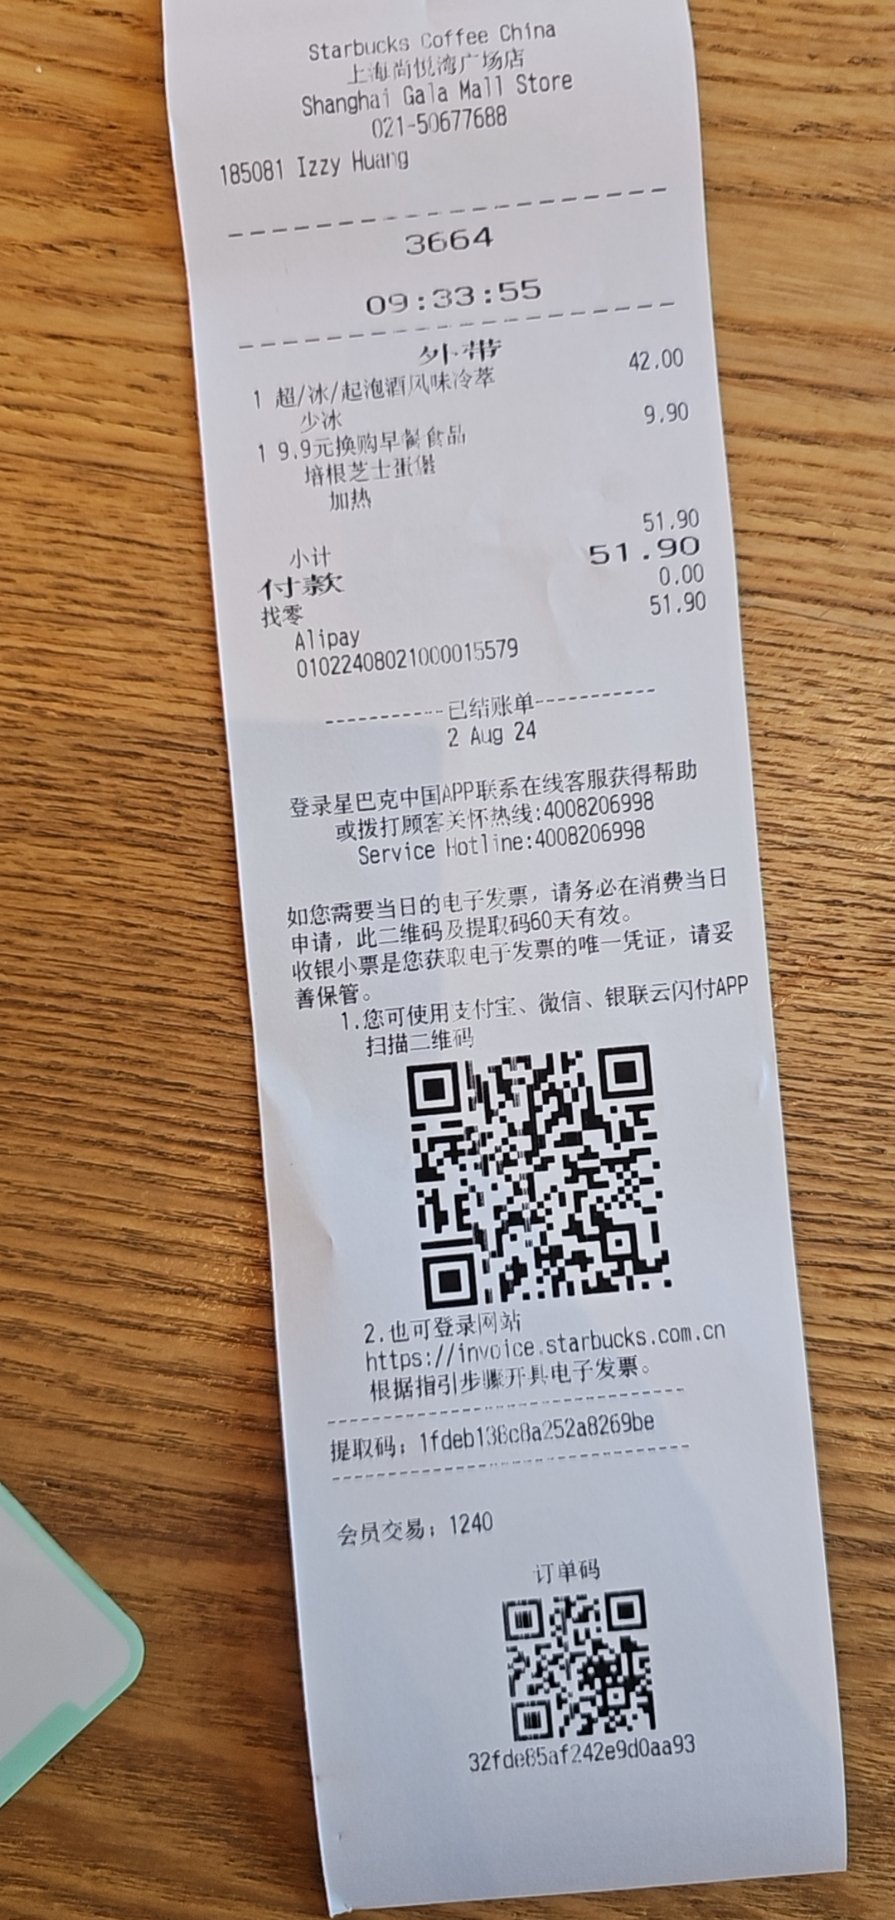 Starbucks Coffee China
上海尚悦湾广场店
Shanghai Gala Mall Store
021-50677688
185081 Izzy Huang
3664
09:33:55
外带
1 超/冰/起泡酒风味冷萃 42.00
少冰
1 9.9元换购早餐食品 9.90
培根芝士蛋堡
加热
小计 51.90
付款 51.90
找零 0.00
Alipay 51.90
01022408021000015579
-----------已结账单-----------
2 Aug 24
登录星巴克中国APP联系在线客服获得帮助
或拨打顾客关怀热线:4008206998
Service Hotline:4008206998
如您需要当日的电子发票，请务必在消费当日
申请，此二维码及提取码60天有效。
收银小票是您获取电子发票的唯一凭证，请妥
善保管。
1.您可使用支付宝、微信、银联云闪付APP
扫描二维码
2.也可登录网站
https://invoice.starbucks.com.cn
根据指引步骤开具电子发票。
提取码：1fdeb138c8a252a8269be
会员交易：1240
订单码
32fde85af242e9d0aa93